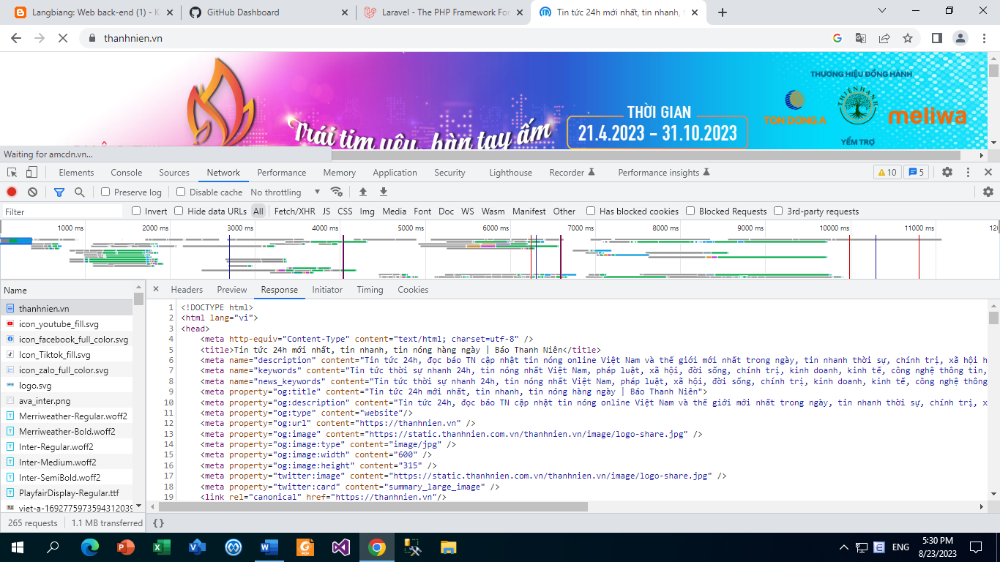 Langbiang: Web back-end (1) - K
GitHub Dashboard
Laravel - The PHP Framework For
Tin tức 24h mới nhất, tin nhanh, t
thanhnien.vn
THƯƠNG HIỆU ĐỒNG HÀNH
THỜI GIAN
THIÊN HẠNH
TON DONG A
meliwa
Trái tim yêu, bàn tay ấm
21.4.2023 – 31.10.2023
YỂM TRỢ
Waiting for amcdn.vn...
Elements Console Sources Network Performance Memory Application Security Lighthouse Recorder Performance insights 10 5
Preserve log Disable cache No throttling
Filter Invert Hide data URLs All Fetch/XHR JS CSS Img Media Font Doc WS Wasm Manifest Other Has blocked cookies Blocked Requests 3rd-party requests
1000 ms 2000 ms 3000 ms 4000 ms 5000 ms 6000 ms 7000 ms 8000 ms 9000 ms 10000 ms 11000 ms
Name
Headers Preview Response Initiator Timing Cookies
thanhnien.vn
icon_youtube_fill.svg
icon_facebook_full_color.svg
Icon_Tiktok_fill.svg
icon_zalo_full_color.svg
logo.svg
ava_inter.png
Merriweather-Regular.woff2
Merriweather-Bold.woff2
Inter-Regular.woff2
Inter-Medium.woff2
Inter-SemiBold.woff2
PlayfairDisplay-Regular.ttf
viet-a-1692775973594312039
1 <!DOCTYPE html>
2 <html lang="vi">
3 <head>
4 <meta http-equiv="Content-Type" content="text/html; charset=utf-8" />
5 <title>Tin tức 24h mới nhất, tin nhanh, tin nóng hàng ngày | Báo Thanh Niên</title>
6 <meta name="description" content="Tin tức 24h, đọc báo TN cập nhật tin nóng online Việt Nam và thế giới mới nhất trong ngày, tin nhanh thời sự, chính trị, xã hội h
7 <meta name="keywords" content="Tin tức thời sự nhanh 24h, tin nóng nhất Việt Nam, pháp luật, xã hội, đời sống, chính trị, kinh doanh, kinh tế, công nghệ thông tin,
8 <meta name="news_keywords" content="Tin tức thời sự nhanh 24h, tin nóng nhất Việt Nam, pháp luật, xã hội, đời sống, chính trị, kinh doanh, kinh tế, công nghệ thông
9 <meta property="og:title" content="Tin tức 24h mới nhất, tin nhanh, tin nóng hàng ngày | Báo Thanh Niên">
10 <meta property="og:description" content="Tin tức 24h, đọc báo TN cập nhật tin nóng online Việt Nam và thế giới mới nhất trong ngày, tin nhanh thời sự, chính trị, x
11 <meta property="og:type" content="website"/>
12 <meta property="og:url" content="https://thanhnien.vn" />
13 <meta property="og:image" content="https://static.thanhnien.com.vn/thanhnien.vn/image/logo-share.jpg" />
14 <meta property="og:image:type" content="image/jpg" />
15 <meta property="og:image:width" content="600" />
16 <meta property="og:image:height" content="315" />
17 <meta property="twitter:image" content="https://static.thanhnien.com.vn/thanhnien.vn/image/logo-share.jpg" />
18 <meta property="twitter:card" content="summary_large_image" />
19 <link rel="canonical" href="https://thanhnien.vn"/>
265 requests 1.1 MB transferred {}
ENG
5:30 PM
8/23/2023